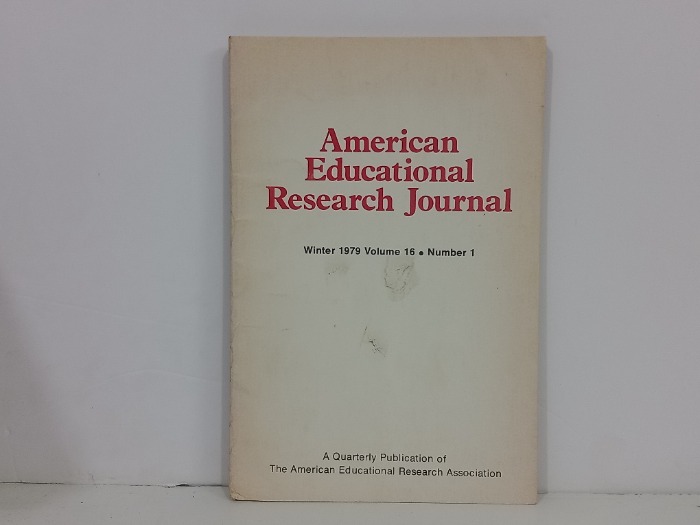 American
Educational
Research Journal
Winter 1979 Volume 16 • Number 1
A Quarterly Publication of
The American Educational Research Association